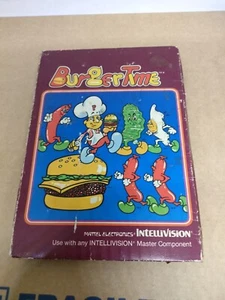 BurgerTime
MATTEL ELECTRONICS® INTELLIVISION®
Use with any INTELLIVISION® Master Component